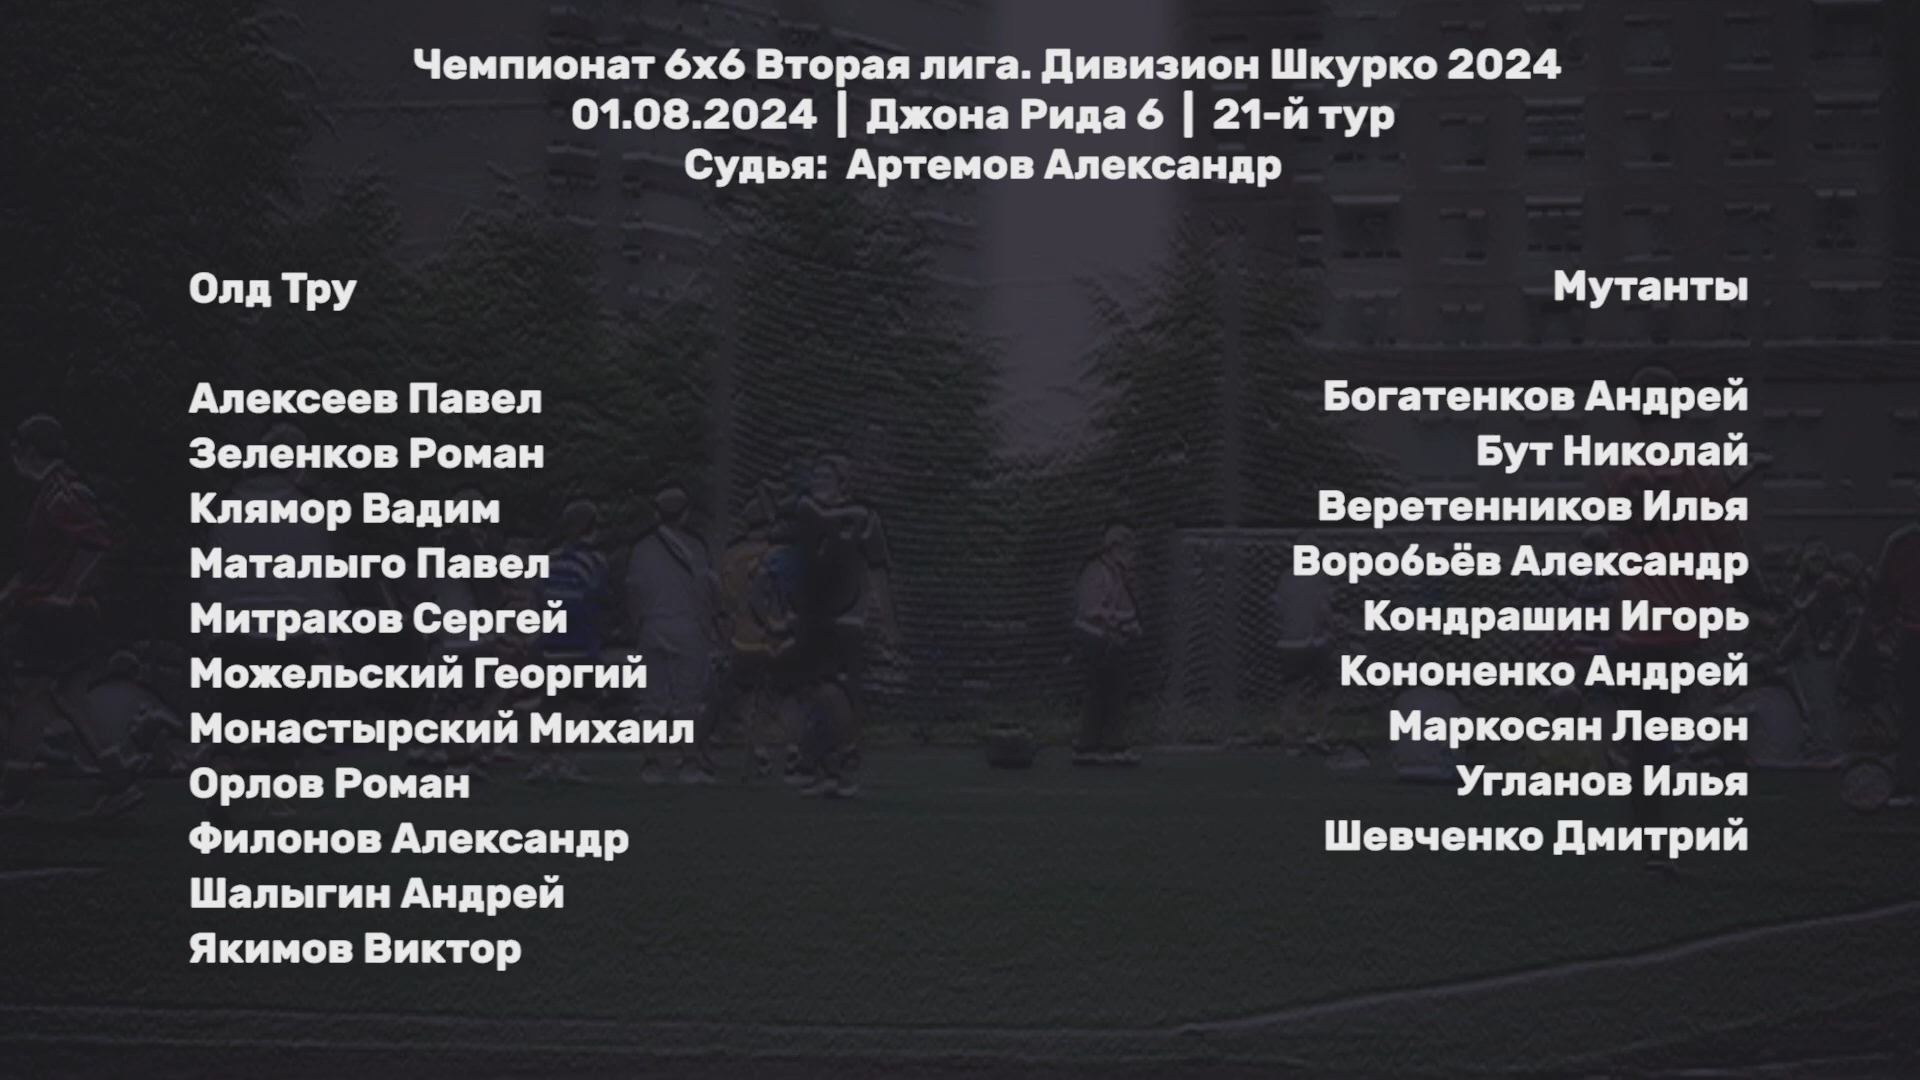 Чемпионат 6х6 Вторая лига. Дивизион Шкурко 2024
01.08.2024 | Джона Рида 6 | 21-й тур
Судья: Артемов Александр
Олд Тру
Алексеев Павел
Зеленков Роман
Клямор Вадим
Маталыго Павел
Митраков Сергей
Можельский Георгий
Монастырский Михаил
Орлов Роман
Филонов Александр
Шалыгин Андрей
Якимов Виктор
Мутанты
Богатенков Андрей
Бут Николай
Веретенников Илья
Воробьёв Александр
Кондрашин Игорь
Кононенко Андрей
Маркосян Левон
Угланов Илья
Шевченко Дмитрий